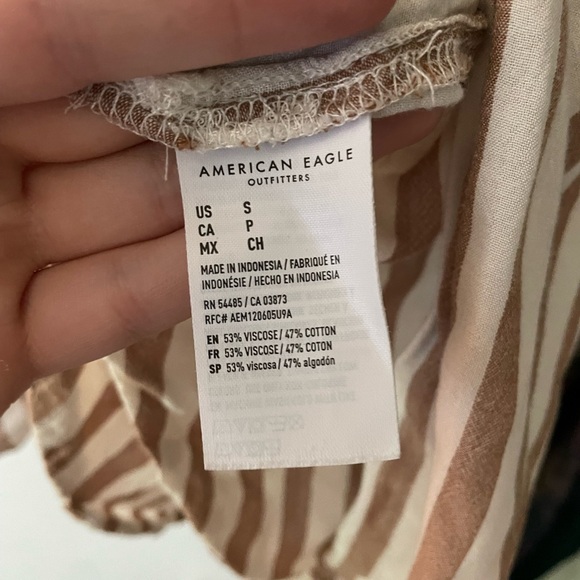 AMERICAN EAGLE
OUTFITTERS
US S
CA P
MX CH
MADE IN INDONESIA / FABRIQUÉ EN
INDONÉSIE / HECHO EN INDONESIA
RN 54485 / CA 03873
RFC# AEM120605U9A
EN 53% VISCOSE / 47% COTTON
FR 53% VISCOSE / 47% COTON
SP 53% viscosa / 47% algodón